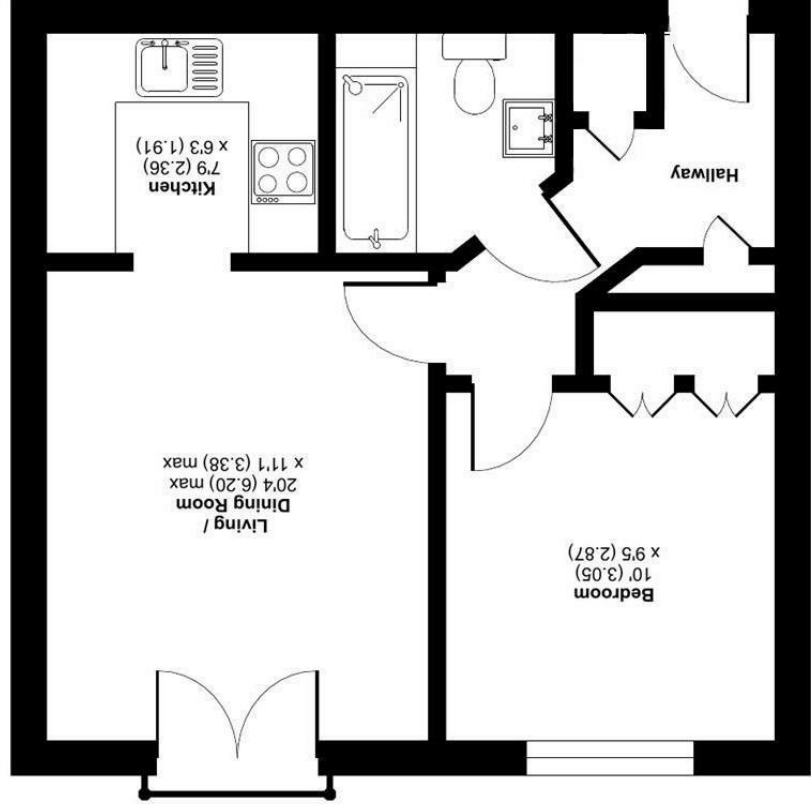 Bedroom
10' (3.05)
x 9'5 (2.87)
Living /
Dining Room
20'4 (6.20) max
x 11'1 (3.38) max
Hallway
Kitchen
7'9 (2.36)
x 6'3 (1.91)